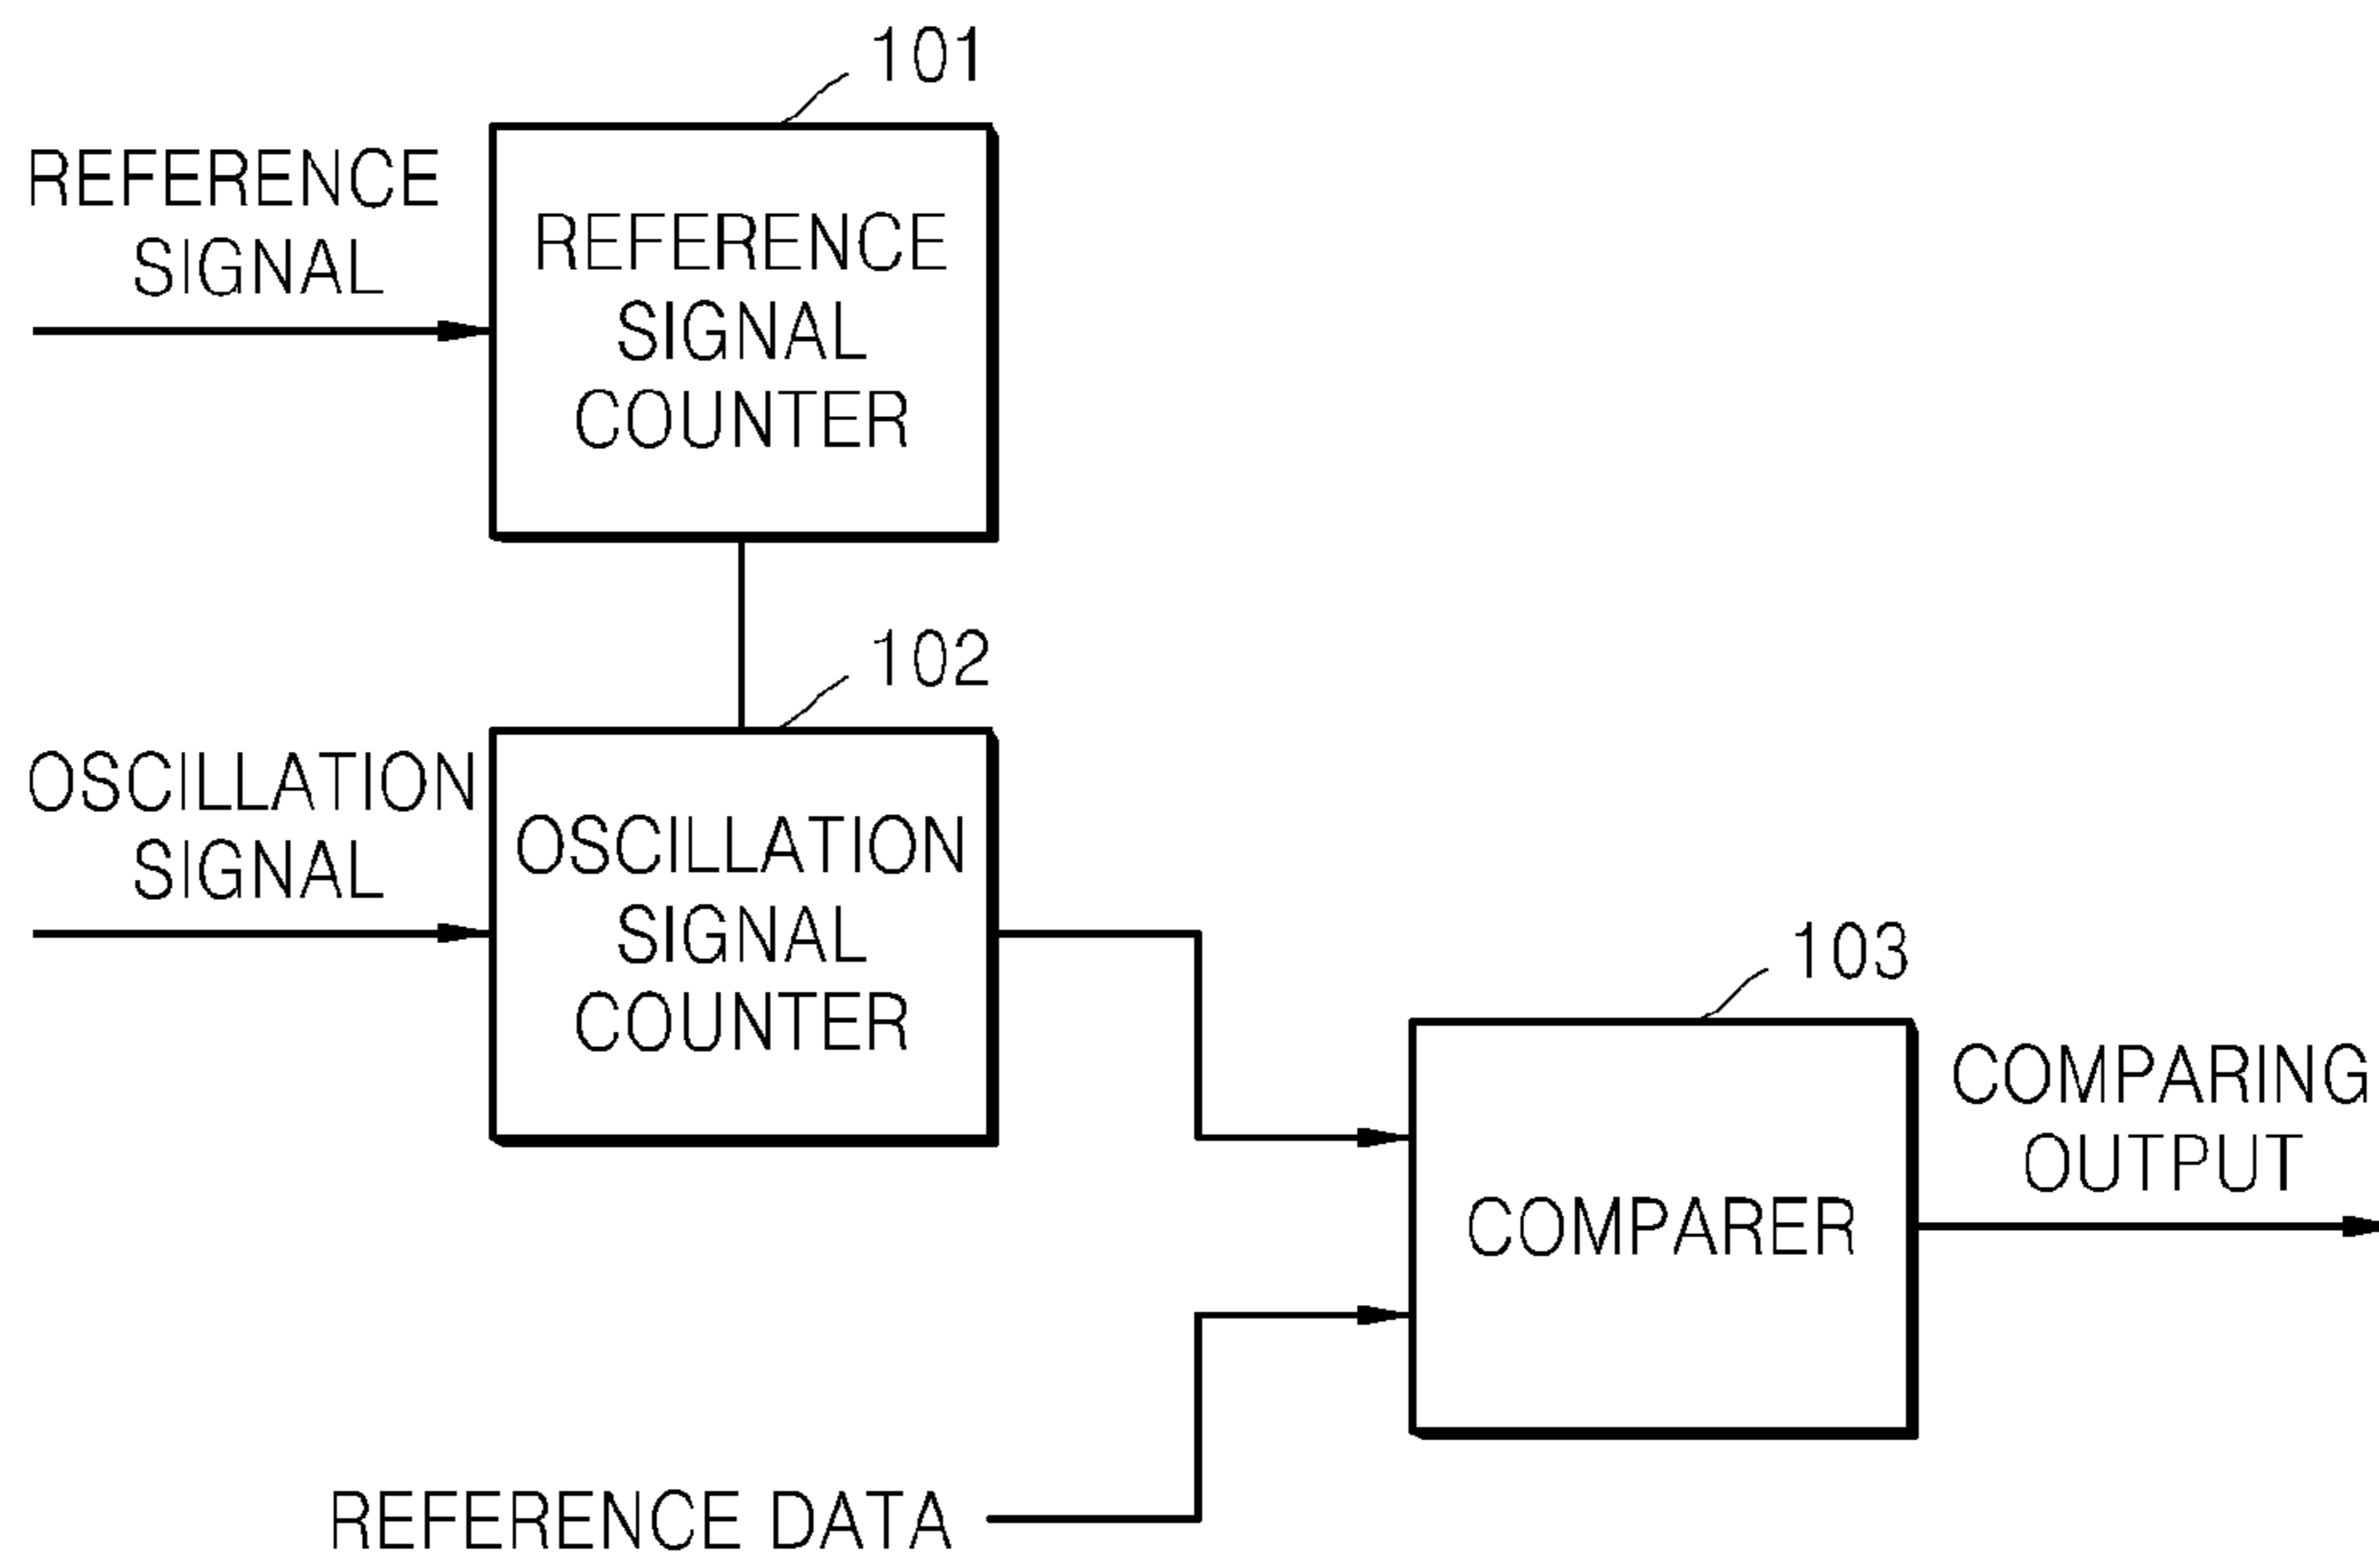 101
REFERENCE
SIGNAL
REFERENCE
SIGNAL
COUNTER
102
OSCILLATION
SIGNAL
OSCILLATION
SIGNAL
COUNTER
103
COMPARER
COMPARING
OUTPUT
REFERENCE DATA